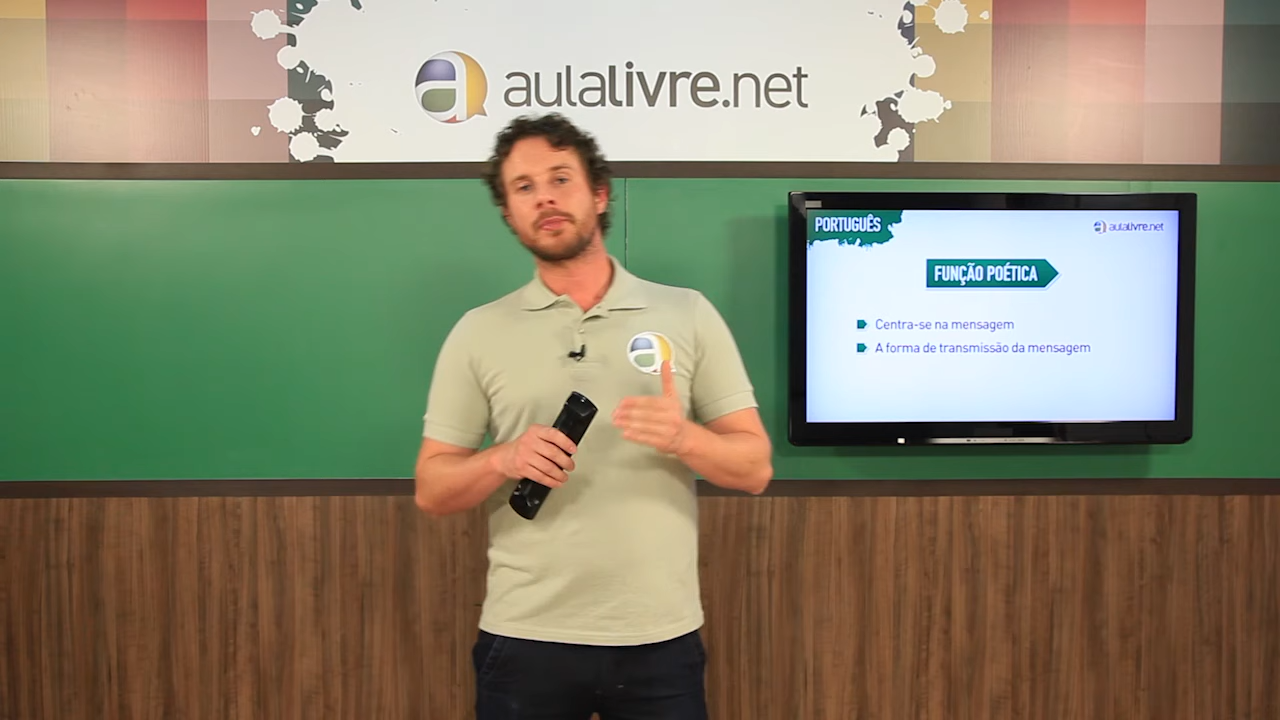 aulalivre.net
PORTUGUÊS
aulalivre.net
FUNÇÃO POÉTICA
Centra-se na mensagem
A forma de transmissão da mensagem